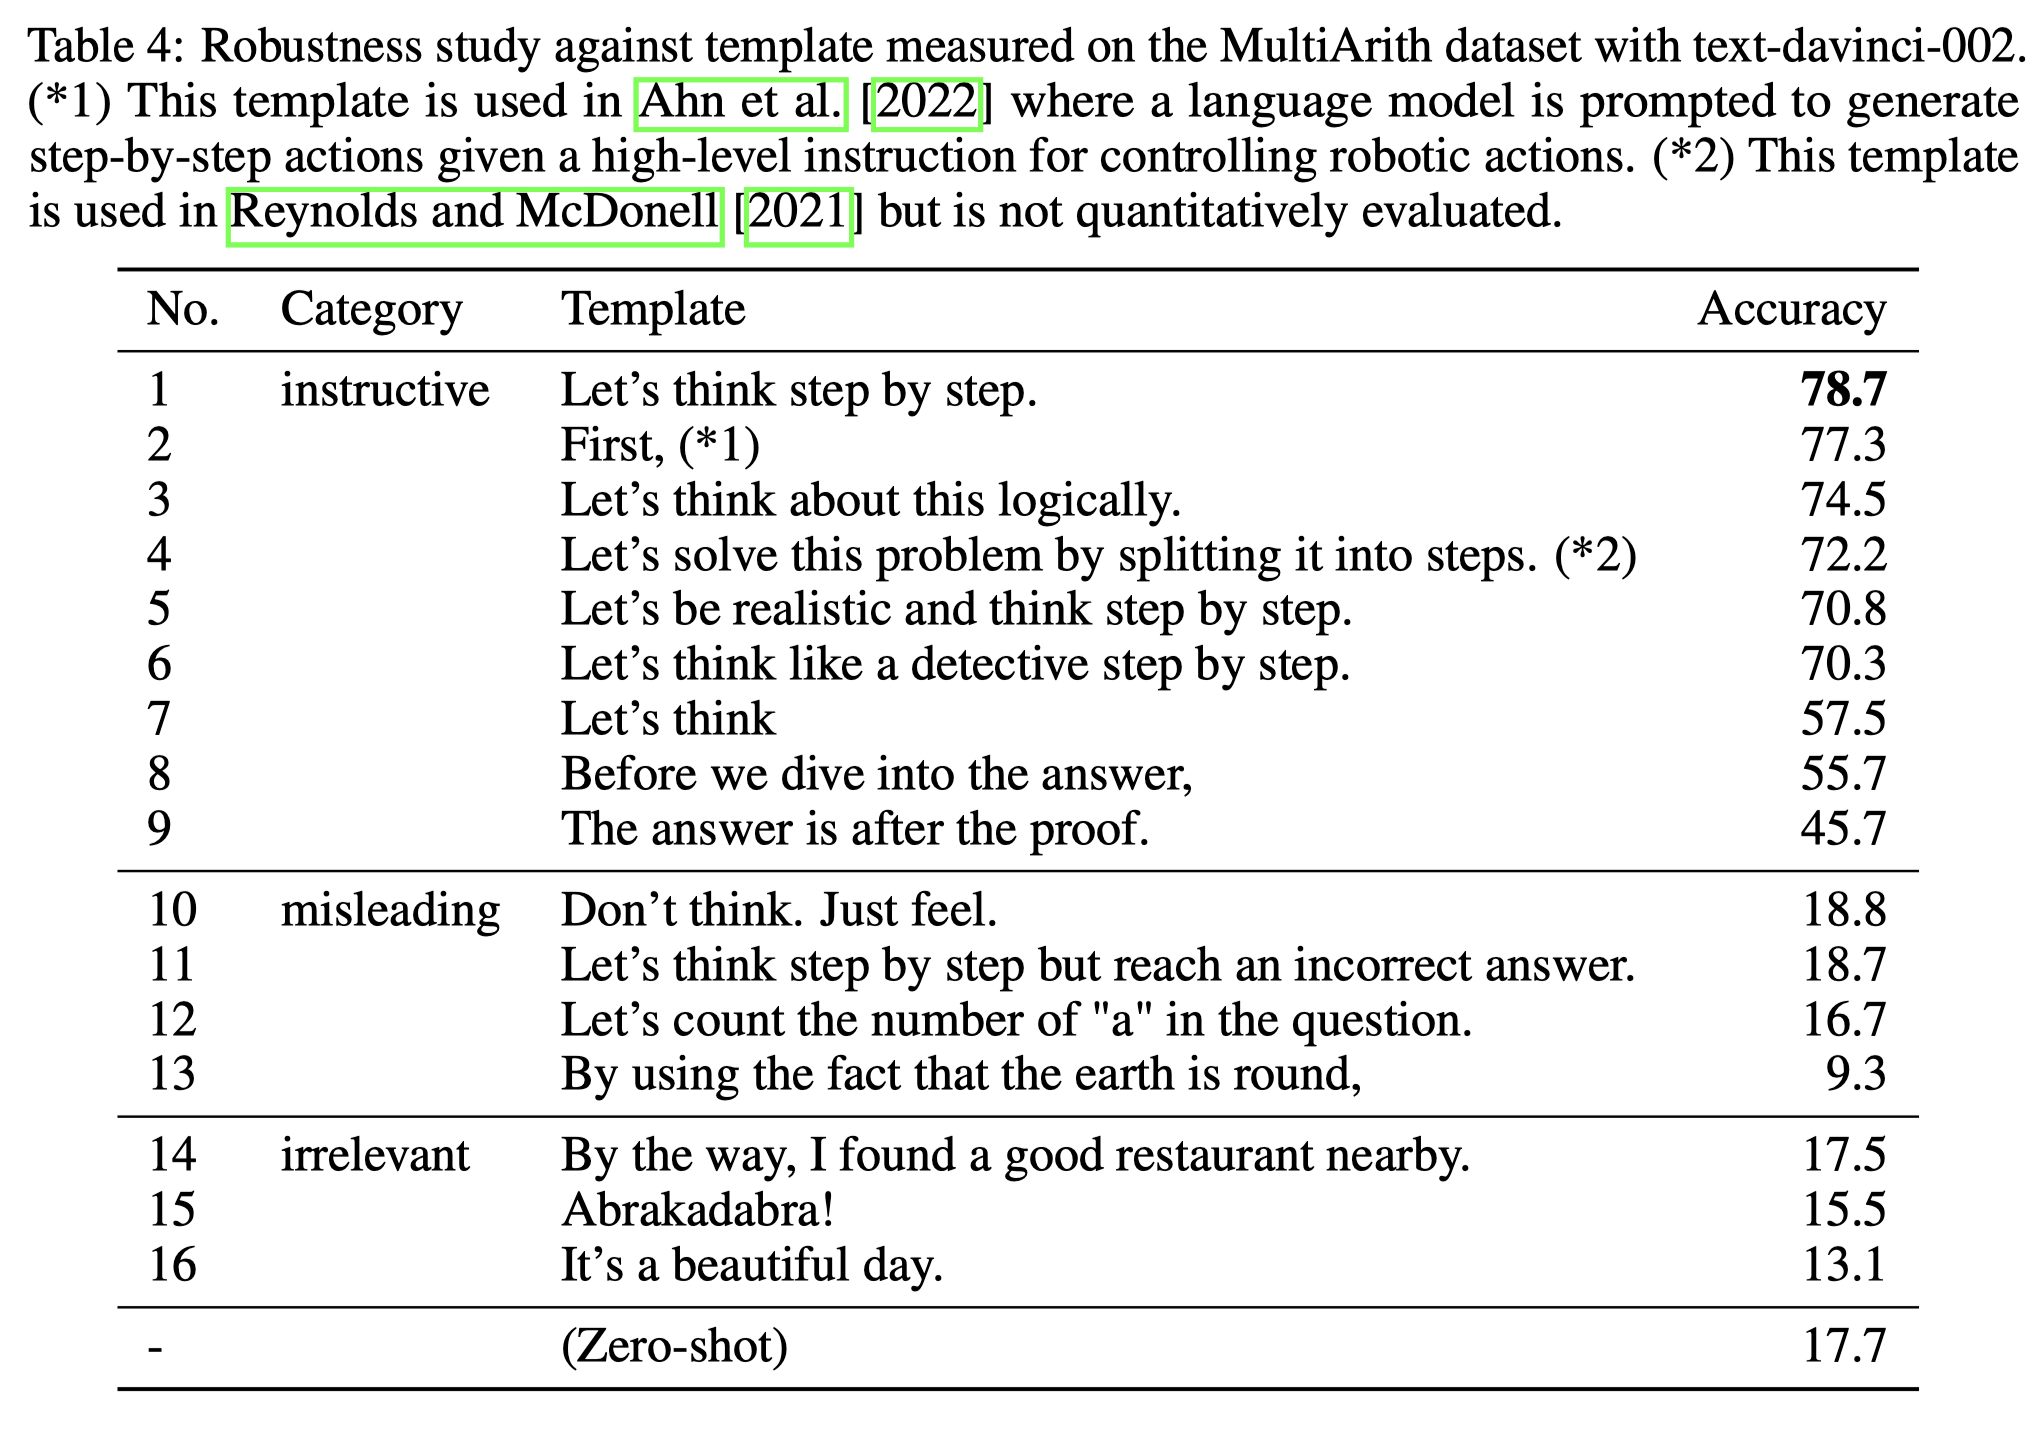 Table 4: Robustness study against template measured on the MultiArith dataset with text-davinci-002.
(*1) This template is used in Ahn et al. [2022] where a language model is prompted to generate
step-by-step actions given a high-level instruction for controlling robotic actions. (*2) This template
is used in Reynolds and McDonell [2021] but is not quantitatively evaluated.
No. Category Template Accuracy
1 instructive Let's think step by step. 78.7
2 First, (*1) 77.3
3 Let's think about this logically. 74.5
4 Let's solve this problem by splitting it into steps. (*2) 72.2
5 Let's be realistic and think step by step. 70.8
6 Let's think like a detective step by step. 70.3
7 Let's think 57.5
8 Before we dive into the answer, 55.7
9 The answer is after the proof. 45.7
10 misleading Don't think. Just feel. 18.8
11 Let's think step by step but reach an incorrect answer. 18.7
12 Let's count the number of "a" in the question. 16.7
13 By using the fact that the earth is round, 9.3
14 irrelevant By the way, I found a good restaurant nearby. 17.5
15 Abrakadabra! 15.5
16 It's a beautiful day. 13.1
- (Zero-shot) 17.7